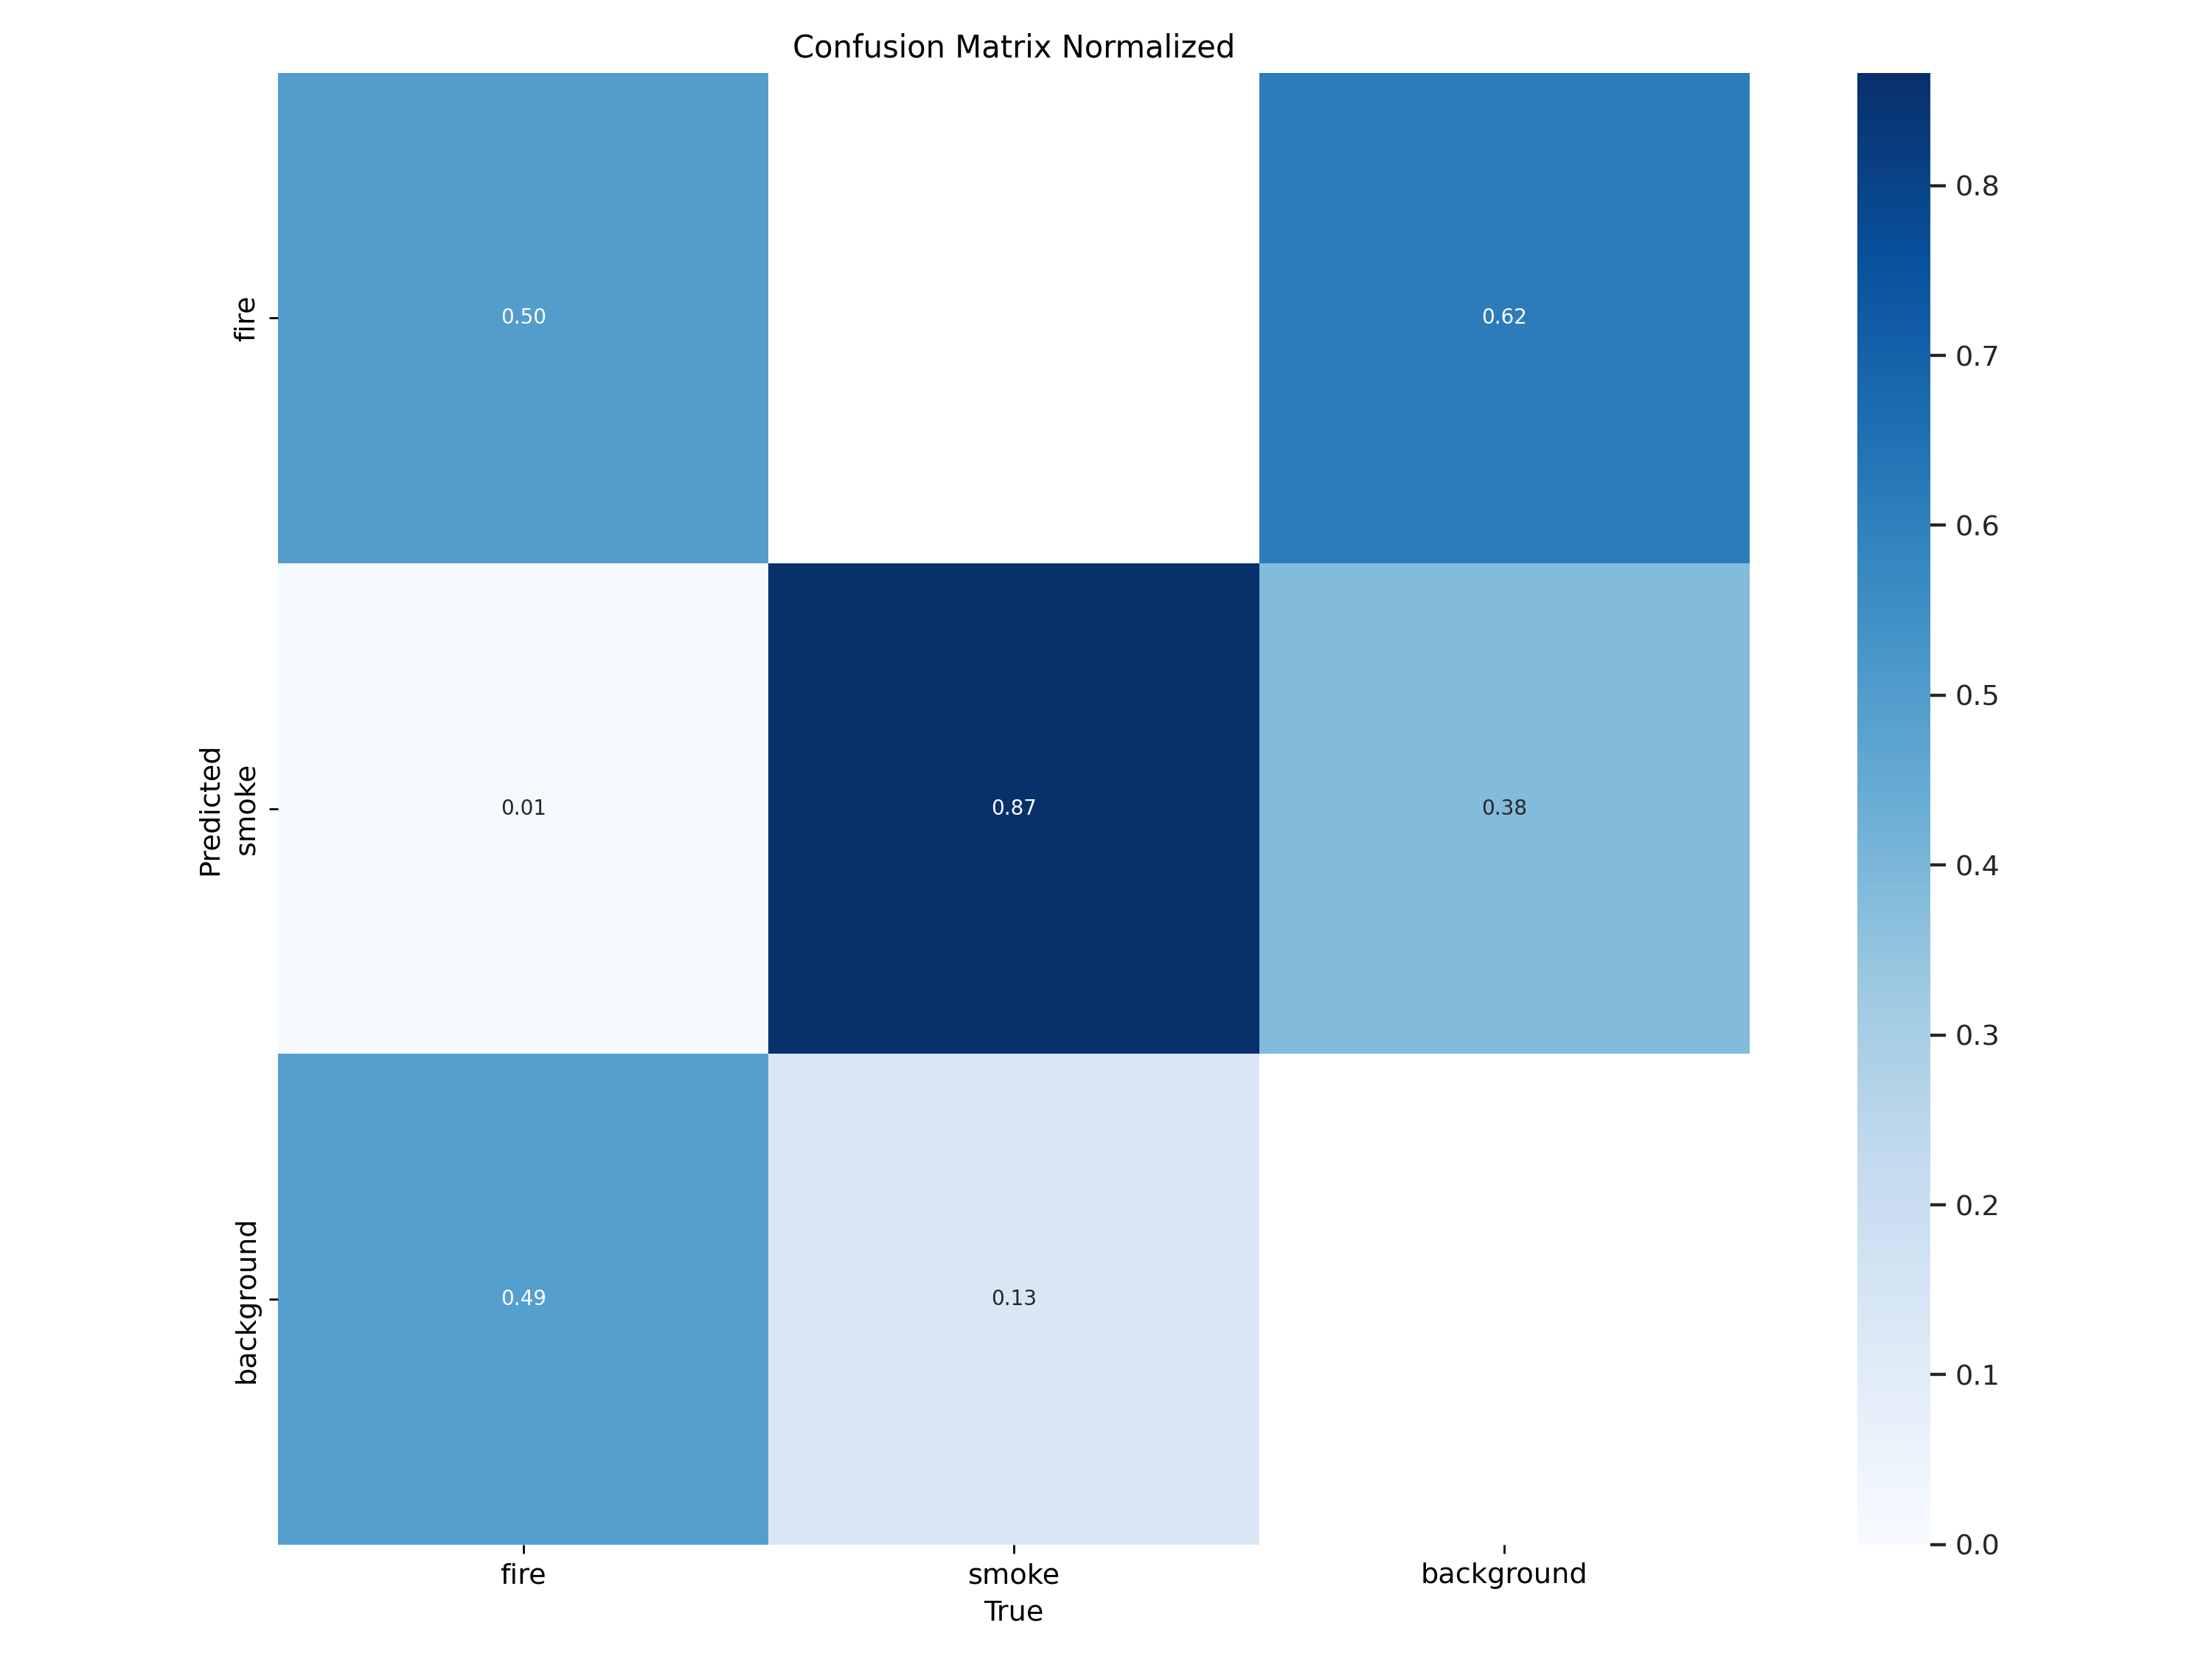 Confusion Matrix Normalized
fire
0.50
0.62
Predicted
smoke
0.01
0.87
0.38
background
0.49
0.13
fire
smoke
background
True
0.8
0.7
0.6
0.5
0.4
0.3
0.2
0.1
0.0